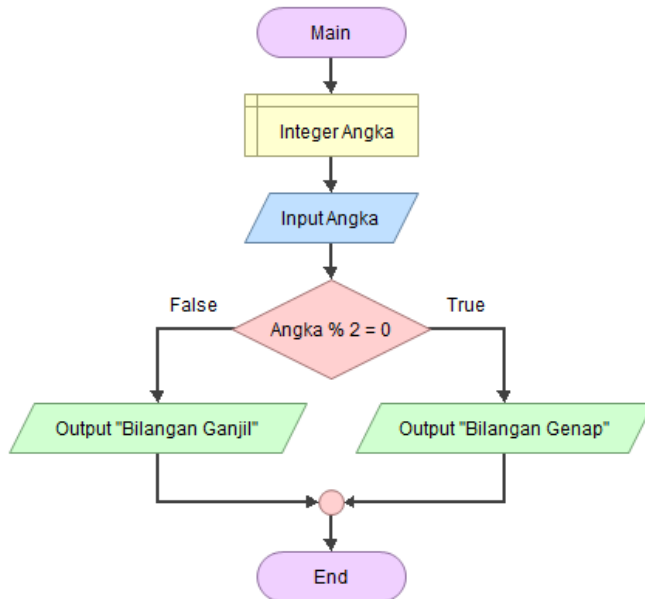 Main
Integer Angka
Input Angka
False
True
Angka % 2 = 0
Output "Bilangan Ganjil"
Output "Bilangan Genap"
End